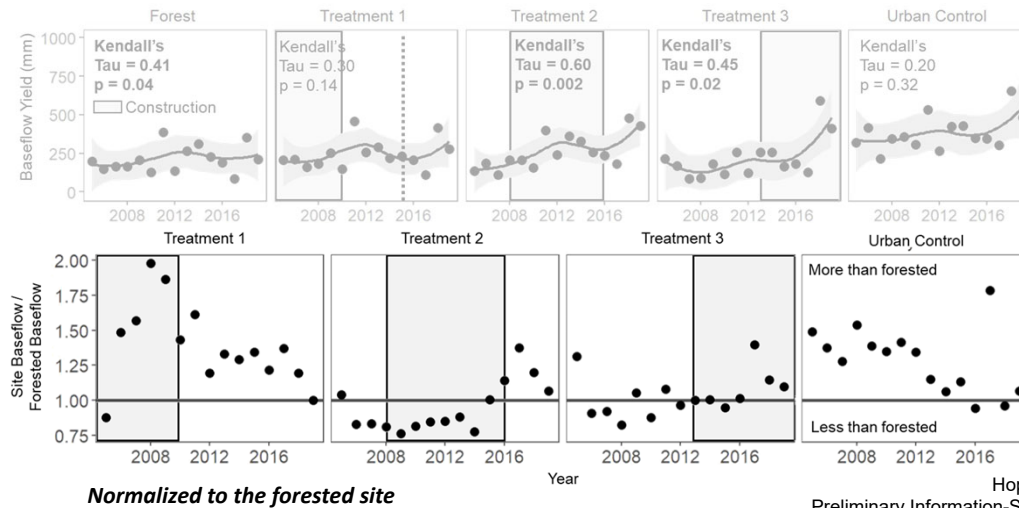 Forest
Treatment 1
Treatment 2
Treatment 3
Urban Control
Baseflow Yield (mm)
1000
750
500
250
0
Kendall's
Tau = 0.41
p = 0.04
Construction
Kendall's
Tau = 0.30
p = 0.14
Kendall's
Tau = 0.60
p = 0.002
Kendall's
Tau = 0.45
p = 0.02
Kendall's
Tau = 0.20
p = 0.32
2008 2012 2016
2008 2012 2016
2008 2012 2016
2008 2012 2016
2008 2012 2016
Treatment 1
Treatment 2
Treatment 3
Urban Control
Site Baseflow /
Forested Baseflow
2.00
1.75
1.50
1.25
1.00
0.75
More than forested
Less than forested
2008 2012 2016
2008 2012 2016
2008 2012 2016
2008 2012 2016
Year
Normalized to the forested site
Hop
Preliminary Information-S